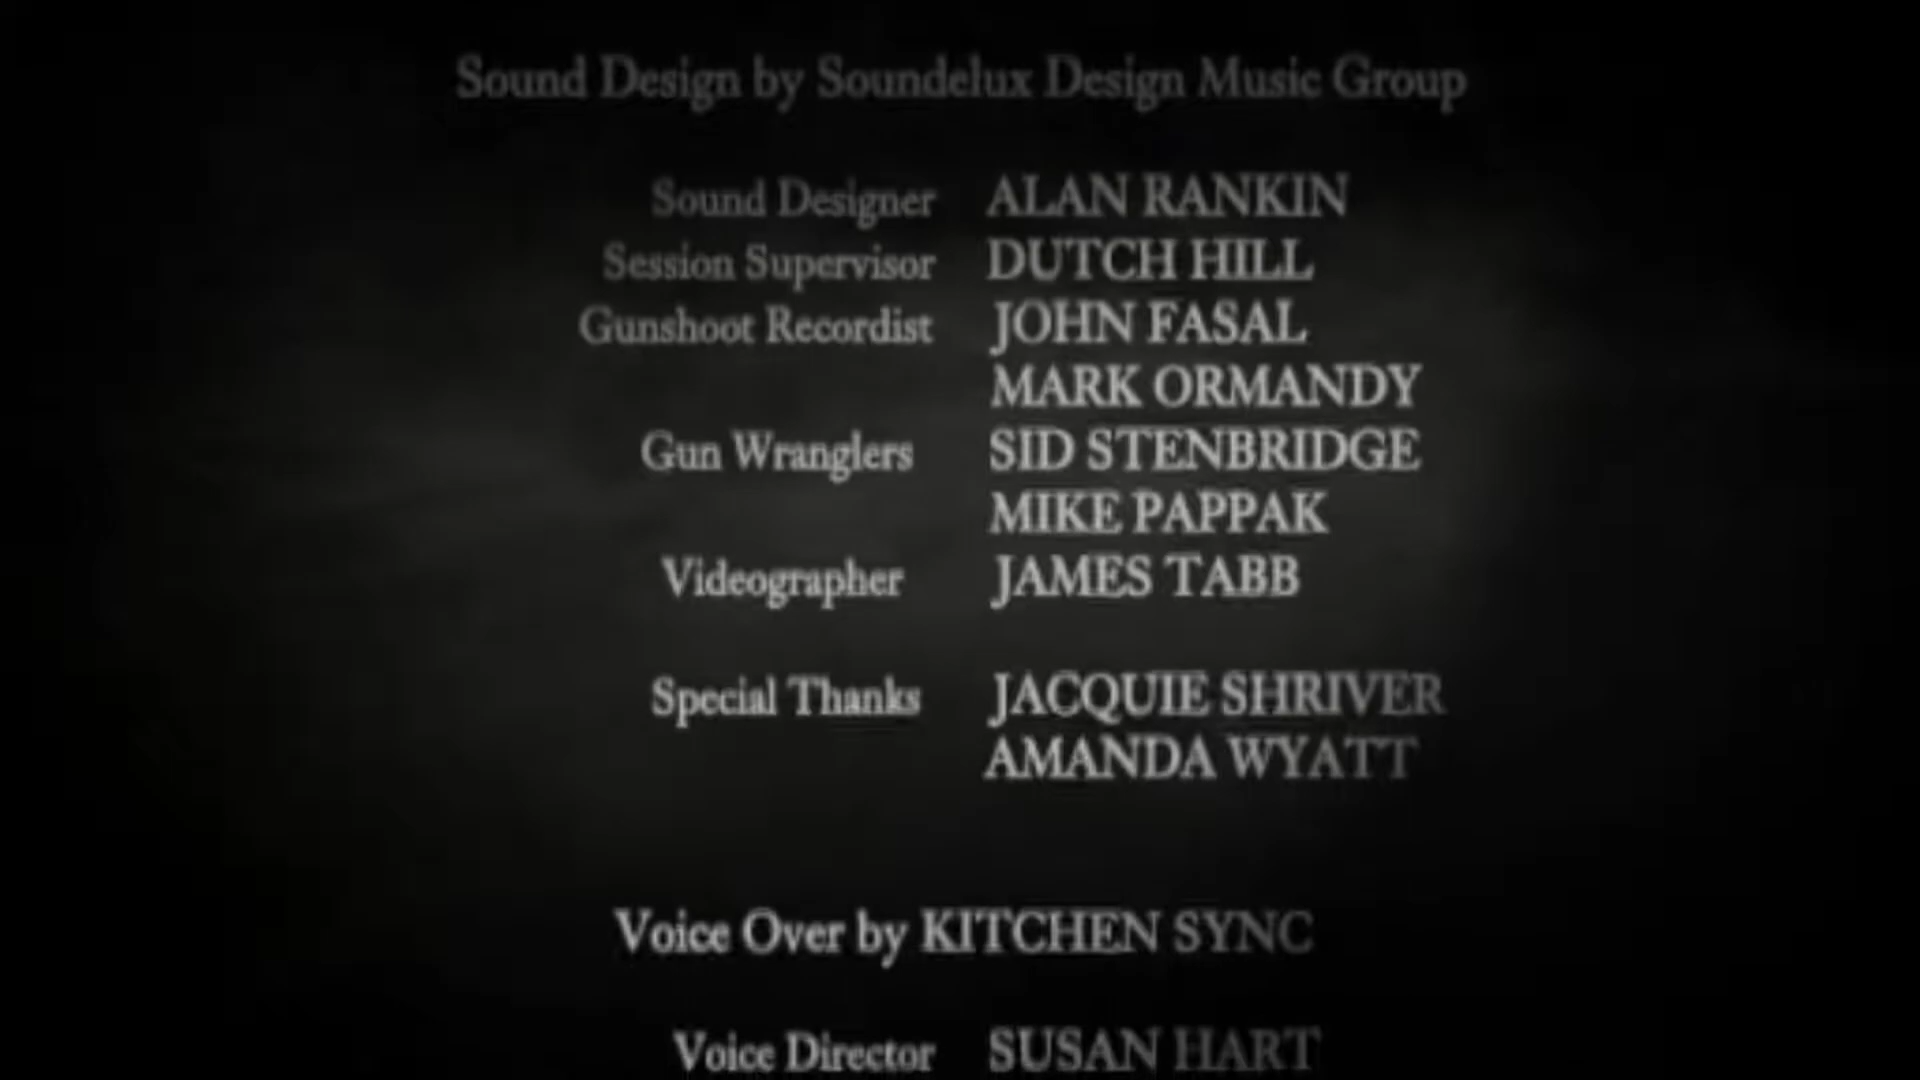 Sound Design by Soundelux Design Music Group
Sound Designer ALAN RANKIN
Session Supervisor DUTCH HILL
Gunshoot Recordist JOHN FASAL
MARK ORMANDY
Gun Wranglers SID STENBRIDGE
MIKE PAPPAK
Videographer JAMES TABB
Special Thanks JACQUIE SHRIVER
AMANDA WYATT
Voice Over by KITCHEN SYNC
Voice Director SUSAN HART